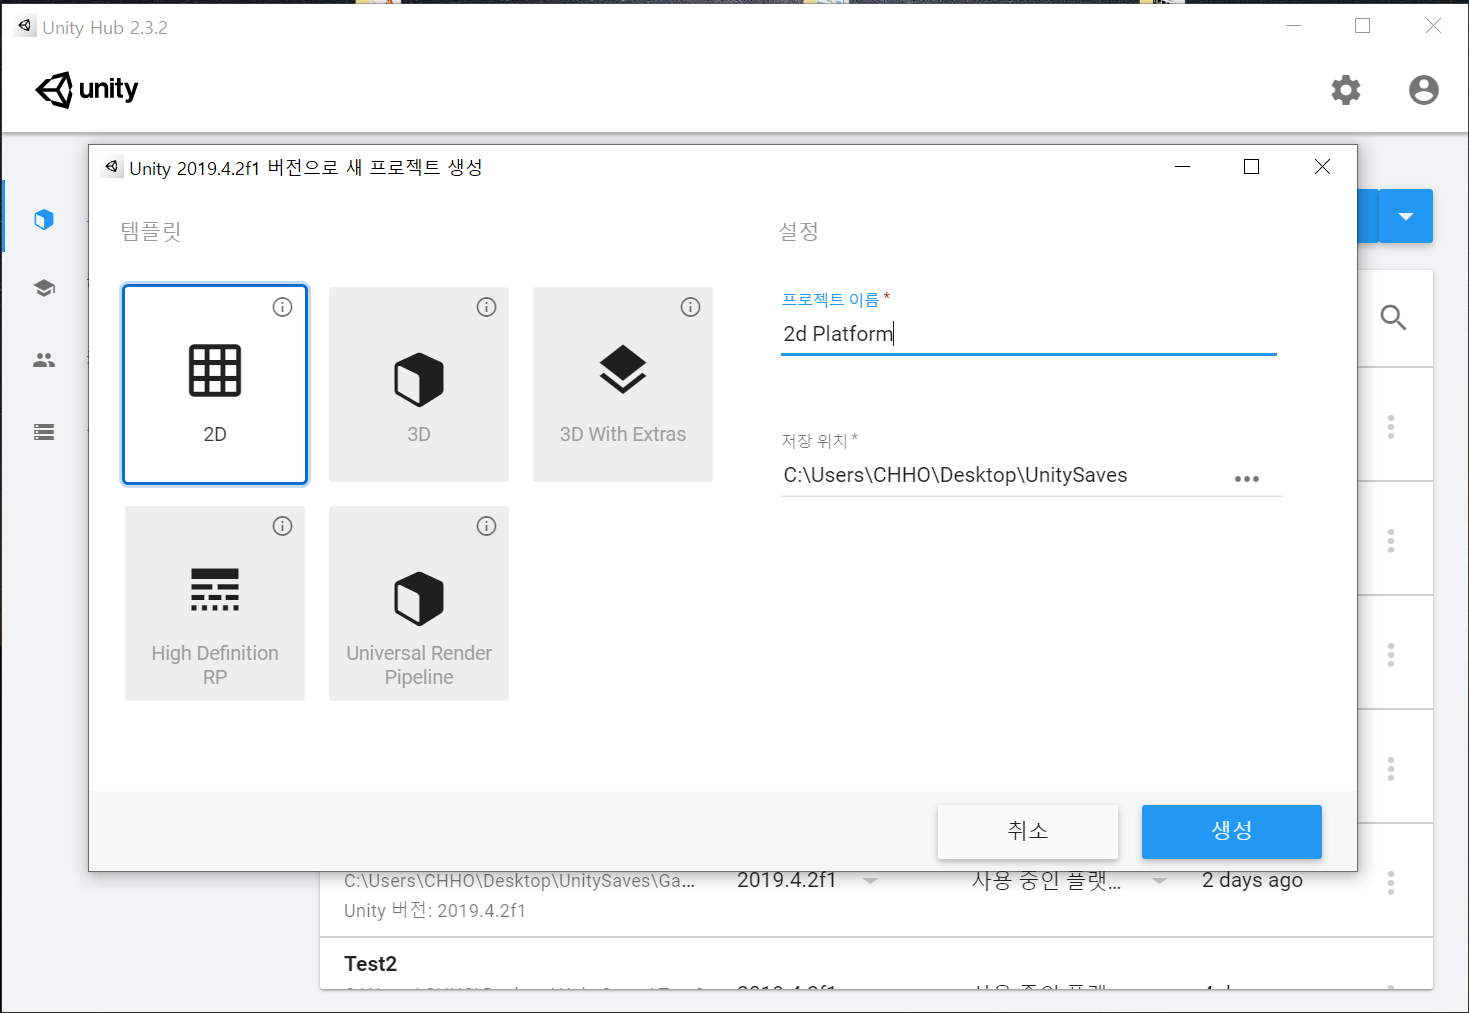 Unity Hub 2.3.2
unity
Unity 2019.4.2f1 버전으로 새 프로젝트 생성
템플릿
설정
2D
3D
3D With Extras
High Definition
RP
Universal Render
Pipeline
프로젝트 이름 *
2d Platform
저장 위치 *
C:\Users\CHHO\Desktop\UnitySaves
취소
생성
C:\Users\CHHO\Desktop\UnitySaves\Ga...
2019.4.2f1
사용 중인 플랫...
2 days ago
Unity 버전: 2019.4.2f1
Test2